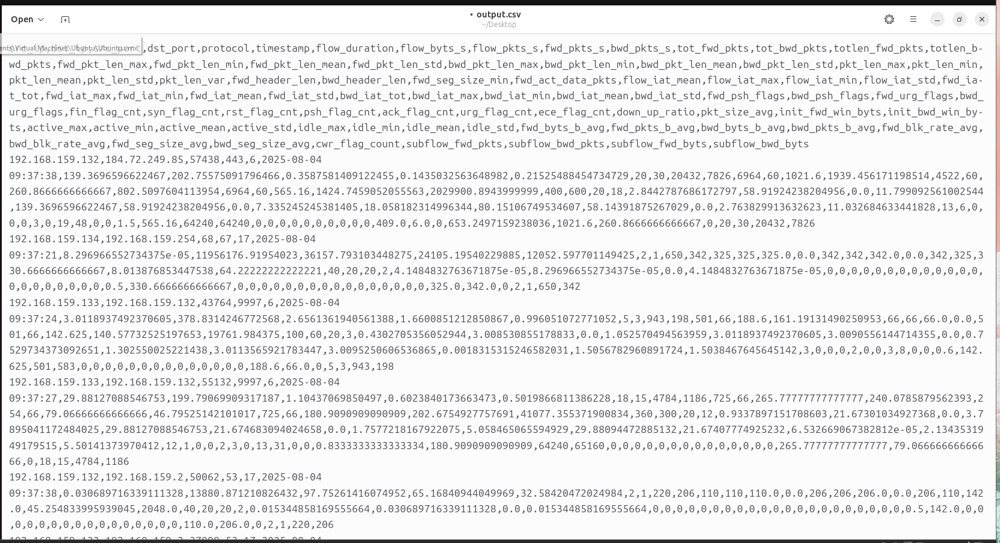 Open
• output.csv
~/Desktop
ents\Virtual Machines\Ubuntu\Ubuntu.vmx
,dst_port,protocol,timestamp,flow_duration,flow_byts_s,flow_pkts_s,fwd_pkts_s,bwd_pkts_s,tot_fwd_pkts,tot_bwd_pkts,totlen_fwd_pkts,totlen_b-
wd_pkts,fwd_pkt_len_max,fwd_pkt_len_min,fwd_pkt_len_mean,fwd_pkt_len_std,bwd_pkt_len_max,bwd_pkt_len_min,bwd_pkt_len_mean,bwd_pkt_len_std,pkt_len_max,pkt_len_min,
pkt_len_mean,pkt_len_std,pkt_len_var,fwd_header_len,bwd_header_len,fwd_seg_size_min,fwd_act_data_pkts,flow_iat_mean,flow_iat_max,flow_iat_min,flow_iat_std,fwd_ia-
t_tot,fwd_iat_max,fwd_iat_min,fwd_iat_mean,fwd_iat_std,bwd_iat_tot,bwd_iat_max,bwd_iat_min,bwd_iat_mean,bwd_iat_std,fwd_psh_flags,bwd_psh_flags,fwd_urg_flags,bwd_
urg_flags,fin_flag_cnt,syn_flag_cnt,rst_flag_cnt,psh_flag_cnt,ack_flag_cnt,urg_flag_cnt,ece_flag_cnt,down_up_ratio,pkt_size_avg,init_fwd_win_byts,init_bwd_win_by-
ts,active_max,active_min,active_mean,active_std,idle_max,idle_min,idle_mean,idle_std,fwd_byts_b_avg,fwd_pkts_b_avg,bwd_byts_b_avg,bwd_pkts_b_avg,fwd_blk_rate_avg,
bwd_blk_rate_avg,fwd_seg_size_avg,bwd_seg_size_avg,cwr_flag_count,subflow_fwd_pkts,subflow_bwd_pkts,subflow_fwd_byts,subflow_bwd_byts
192.168.159.132,184.72.249.85,57438,443,6,2025-08-04
09:37:38,139.3696596622467,202.75575091796466,0.3587581409122455,0.1435032563648982,0.21525488454734729,20,30,20432,7826,6964,60,1021.6,1939.456171198514,4522,60,
260.8666666666667,802.5097604113954,6964,60,565.16,1424.7459052055563,2029900.8943999999,400,600,20,18,2.8442787686172797,58.91924238204956,0.0,11.799092561002544
,139.3696596622467,58.91924238204956,0.0,7.335245245381405,18.058182314996344,80.15106749534607,58.14391875267029,0.0,2.763829913632623,11.032684633441828,13,6,0,
0,0,3,0,19,48,0,0,1.5,565.16,64240,64240,0,0,0,0,0,0,0,0,0,0,409.0,6.0,0,653.2497159238036,1021.6,260.8666666666667,0,20,30,20432,7826
192.168.159.134,192.168.159.254,68,67,17,2025-08-04
09:37:21,8.296966552734375e-05,11956176.91954023,36157.793103448275,24105.19540229885,12052.597701149425,2,1,650,342,325,325,325.0,0.0,342,342,342.0,0.0,342,325,3
30.6666666666667,8.013876853447538,64.22222222222221,40,20,20,2,4.1484832763671875e-05,8.296966552734375e-05,0.0,4.1484832763671875e-05,0,0,0,0,0,0,0,0,0,0,0,0,0,
0,0,0,0,0,0,0,0,0.5,330.6666666666667,0,0,0,0,0,0,0,0,0,0,0,0,0,0,0,0,325.0,342.0,0,2,1,650,342
192.168.159.133,192.168.159.132,43764,9997,6,2025-08-04
09:37:24,3.0118937492370605,378.8314246772568,2.6561361940561388,1.6600851212850867,0.996051072771052,5,3,943,198,501,66,188.6,161.19131490250953,66,66,66.0,0.0,5
01,66,142.625,140.57732525197653,19761.984375,100,60,20,3,0.4302705356052944,3.008530855178833,0.0,1.052570494563959,3.0118937492370605,3.0090556144714355,0.0,0.7
529734373092651,1.302550025221438,3.0113565921783447,3.0095250606536865,0.0018315315246582031,1.5056782960891724,1.5038467645645142,3,0,0,0,2,0,0,3,8,0,0,0.6,142.
625,501,583,0,0,0,0,0,0,0,0,0,0,0,0,0,0,188.6,66.0,0,5,3,943,198
192.168.159.133,192.168.159.132,55132,9997,6,2025-08-04
09:37:27,29.88127088546753,199.79069909317187,1.10437069850497,0.6023840173663473,0.5019866811386228,18,15,4784,1186,725,66,265.77777777777777,240.0785879562393,2
54,66,79.06666666666666,46.79525142101017,725,66,180.9090909090909,202.6754927757691,41077.355371900834,360,300,20,12,0.9337897151708603,21.67301034927368,0.0,3.7
895041172484025,29.88127088546753,21.674683094024658,0.0,1.7577218167922075,5.058465065594929,29.88094472885132,21.67407774925232,6.532669067382812e-05,2.13435319
49179515,5.50141373970412,12,1,0,0,2,3,0,13,31,0,0,0.8333333333333334,180.9090909090909,64240,65160,0,0,0,0,0,0,0,0,0,0,0,0,0,0,265.77777777777777,79.066666666666
66,0,18,15,4784,1186
192.168.159.132,192.168.159.2,50062,53,17,2025-08-04
09:37:38,0.030689716339111328,13880.871210826432,97.75261416074952,65.16840944049969,32.58420472024984,2,1,220,206,110,110,110.0,0.0,206,206,206.0,0.0,206,110,142
.0,45.254833995939045,2048.0,40,20,20,2,0.015344858169555664,0.030689716339111328,0.0,0.015344858169555664,0,0,0,0,0,0,0,0,0,0,0,0,0,0,0,0,0,0,0,0,0,0.5,142.0,0,0
,0,0,0,0,0,0,0,0,0,0,0,0,0,0,110.0,206.0,0,2,1,220,206